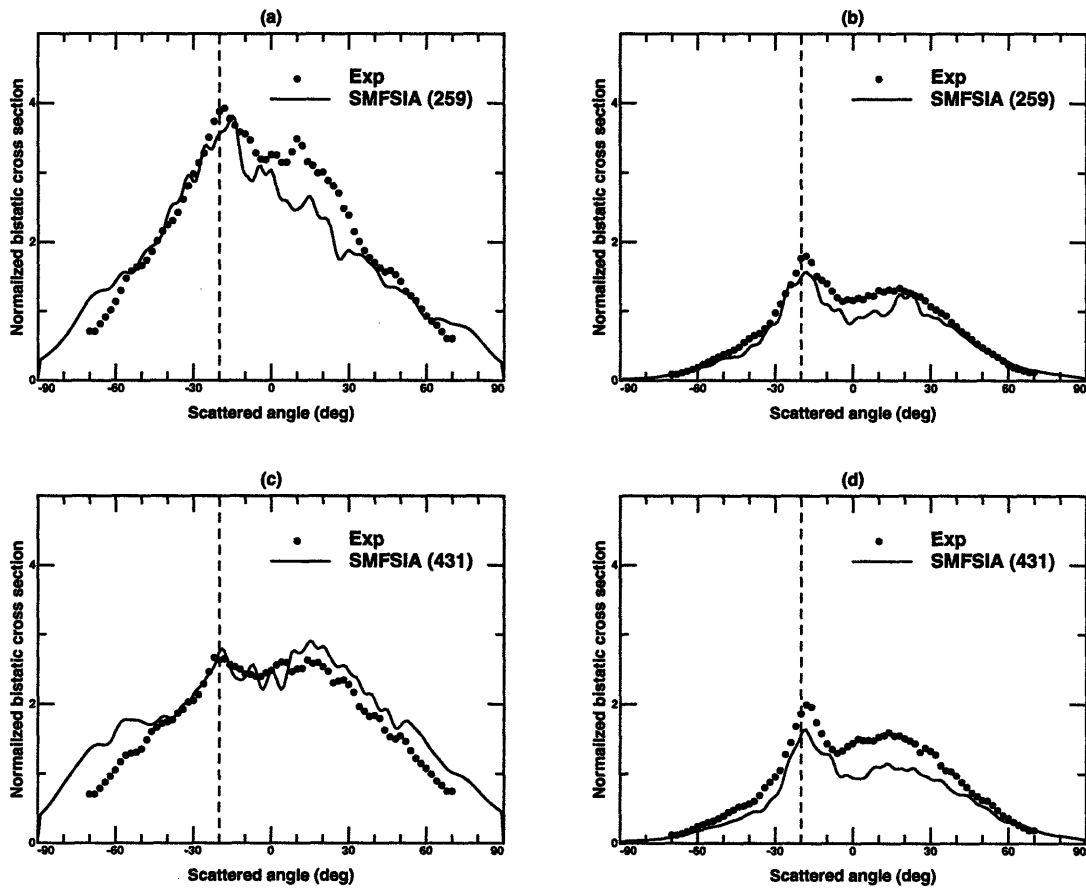 (a)
Normailzed bistatic cross section
Exp
SMFSIA (259)
4
2
0
-90 -60 -30 0 30 60 90
Scattered angle (deg)
(b)
Normalized bistatic cross section
Exp
SMFSIA (259)
4
2
0
-90 -60 -30 0 30 60 90
Scattered angle (deg)
(c)
Normalized bistatic cross section
Exp
SMFSIA (431)
4
2
0
-90 -60 -30 0 30 60 90
Scattered angle (deg)
(d)
Normalized bistatic cross section
Exp
SMFSIA (431)
4
2
0
-90 -60 -30 0 30 60 90
Scattered angle (deg)